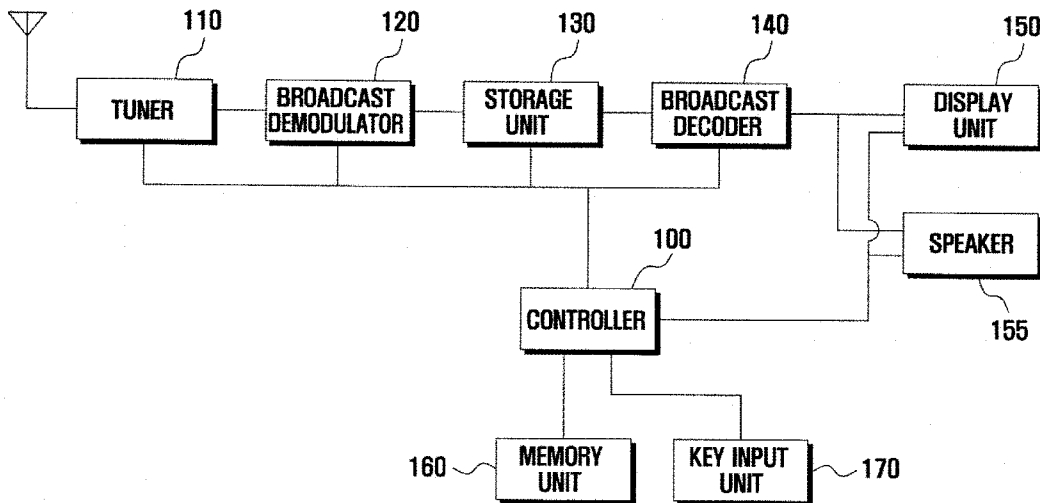 110
120
130
140
150
TUNER
BROADCAST
DEMODULATOR
STORAGE
UNIT
BROADCAST
DECODER
DISPLAY
UNIT
100
SPEAKER
CONTROLLER
155
160
MEMORY
UNIT
KEY INPUT
UNIT
170